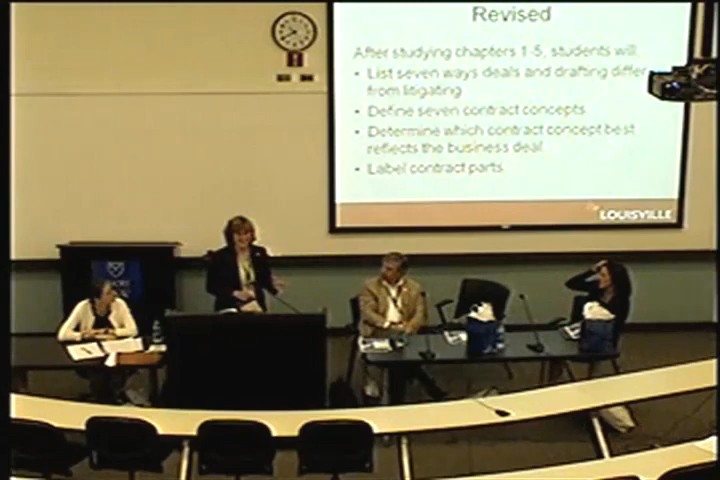 Revised
After studying chapters 1-5, students will:
• List seven ways deals and drafting differ
from litigating
• Define seven contract concepts
• Determine which contract concept best
reflects the business deal
• Label contract parts
LOUISVILLE